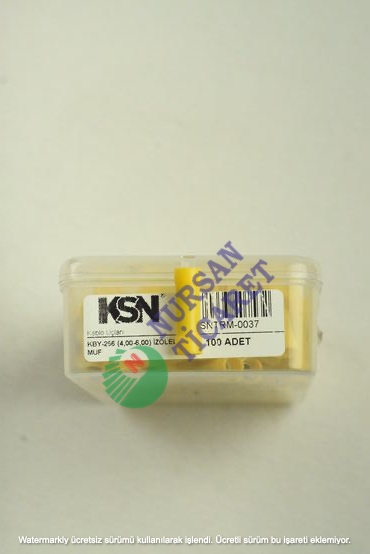 KSN
Kablo Uçları
KBY-256 (4,00-6,00) İZOLELİ
MUF
SNTRM-0037
100 ADET
NURSAN
TİCARET
N
Watermarkly ücretsiz sürümü kullanılarak işlendi. Ücretli sürüm bu işareti eklemiyor.